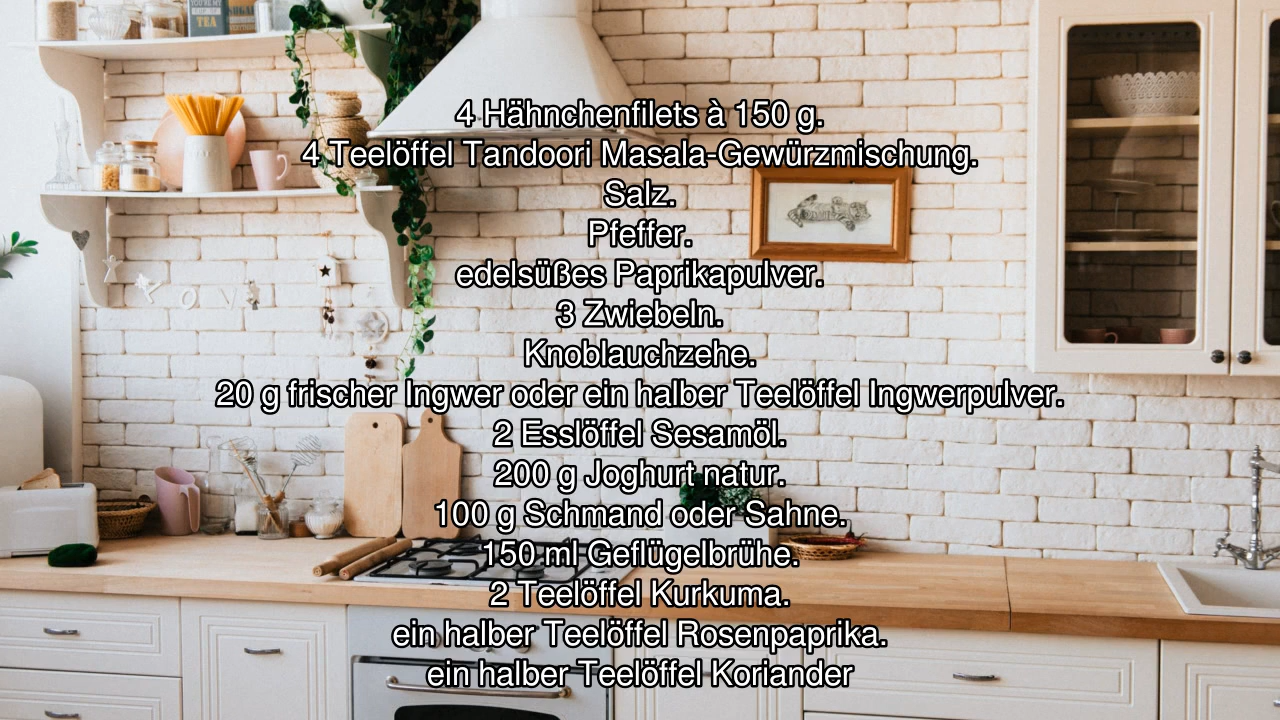 4 Hähnchenfilets à 150 g.
4 Teelöffel Tandoori Masala-Gewürzmischung.
Salz.
Pfeffer.
edelsüßes Paprikapulver.
3 Zwiebeln.
Knoblauchzehe.
20 g frischer Ingwer oder ein halber Teelöffel Ingwerpulver.
2 Esslöffel Sesamöl.
200 g Joghurt natur.
100 g Schmand oder Sahne.
150 ml Geflügelbrühe.
2 Teelöffel Kurkuma.
ein halber Teelöffel Rosenpaprika.
ein halber Teelöffel Koriander